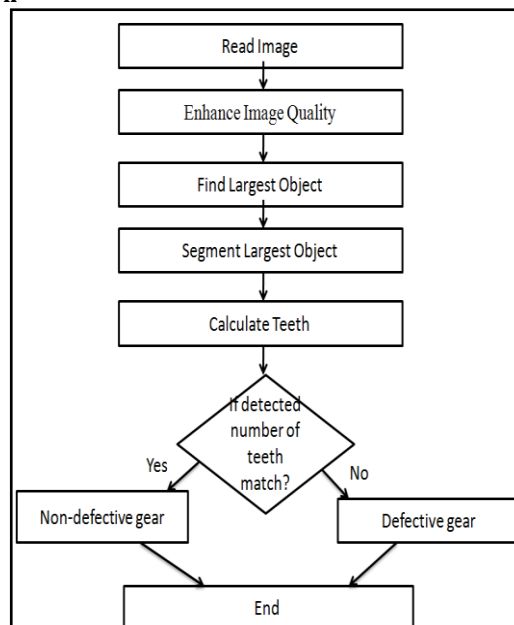 Read Image
Enhance Image Quality
Find Largest Object
Segment Largest Object
Calculate Teeth
If detected
number of
teeth
match?
Yes
No
Non-defective gear
Defective gear
End